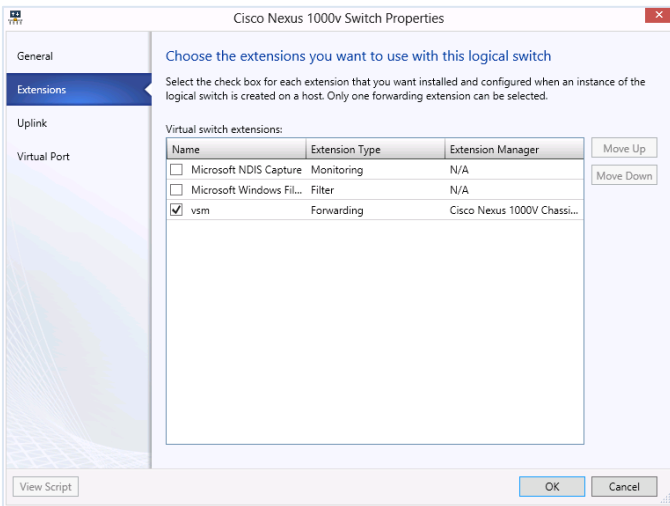 Cisco Nexus 1000v Switch Properties
General
Extensions
Uplink
Virtual Port
Choose the extensions you want to use with this logical switch
Select the check box for each extension that you want installed and configured when an instance of the
logical switch is created on a host. Only one forwarding extension can be selected.
Virtual switch extensions:
Name Extension Type Extension Manager
Microsoft NDIS Capture Monitoring N/A
Microsoft Windows Fil... Filter N/A
vsm Forwarding Cisco Nexus 1000V Chassi...
Move Up
Move Down
View Script
OK Cancel